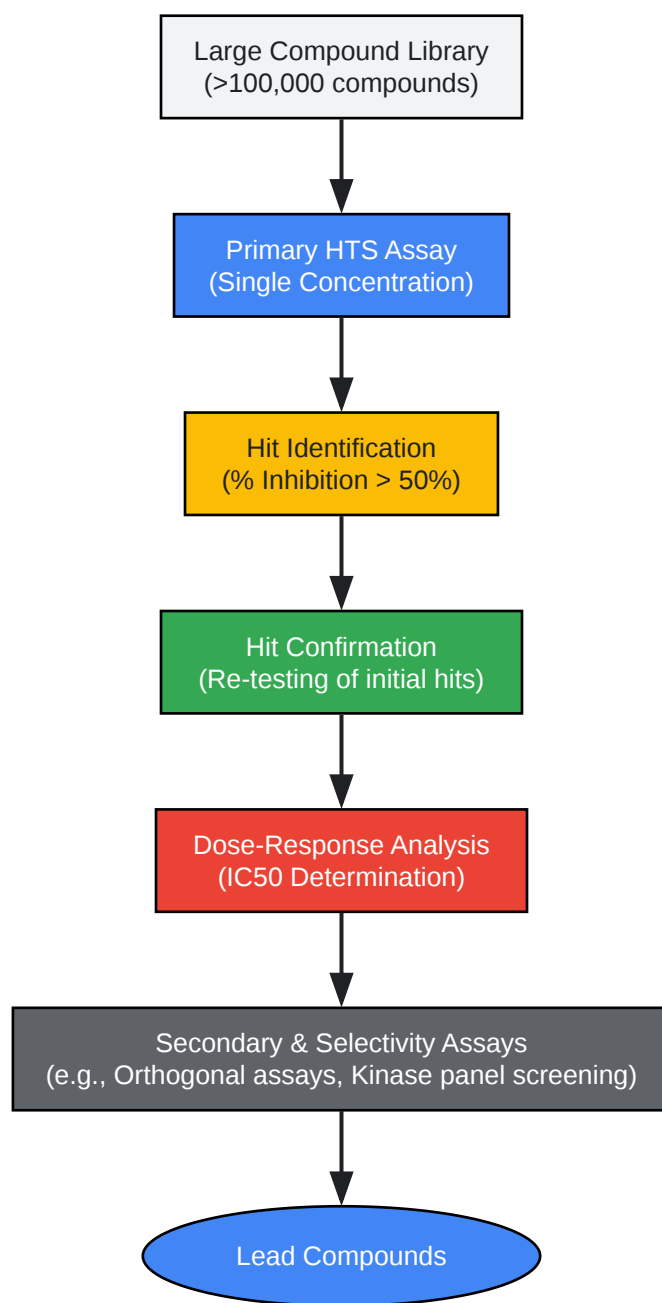 Large Compound Library
(>100,000 compounds)
Primary HTS Assay
(Single Concentration)
Hit Identification
(% Inhibition > 50%)
Hit Confirmation
(Re-testing of initial hits)
Dose-Response Analysis
(IC50 Determination)
Secondary & Selectivity Assays
(e.g., Orthogonal assays, Kinase panel screening)
Lead Compounds